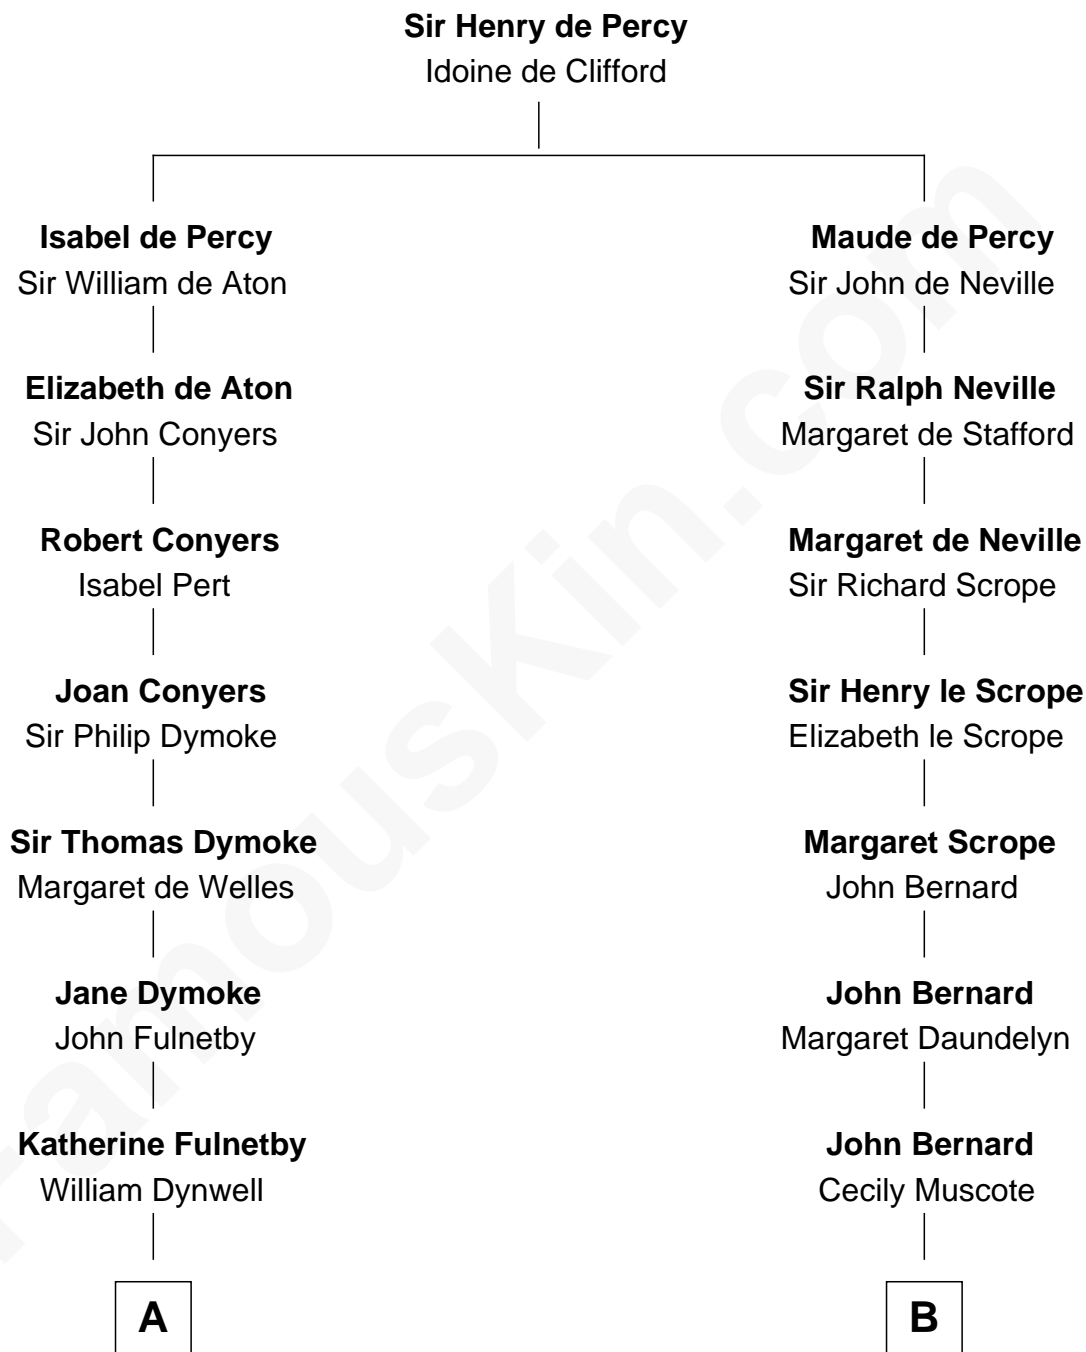 Sir Henry de Percy
Idoine de Clifford
Isabel de Percy
Sir William de Aton
Maude de Percy
Sir John de Neville
Elizabeth de Aton
Sir John Conyers
Sir Ralph Neville
Margaret de Stafford
Robert Conyers
Isabel Pert
Margaret de Neville
Sir Richard Scrope
Joan Conyers
Sir Philip Dymoke
Sir Henry le Scrope
Elizabeth le Scrope
Sir Thomas Dymoke
Margaret de Welles
Margaret Scrope
John Bernard
Jane Dymoke
John Fulnetby
John Bernard
Margaret Daundelyn
Katherine Fulnetby
William Dynwell
John Bernard
Cecily Muscote
A
B
FamousKin.com